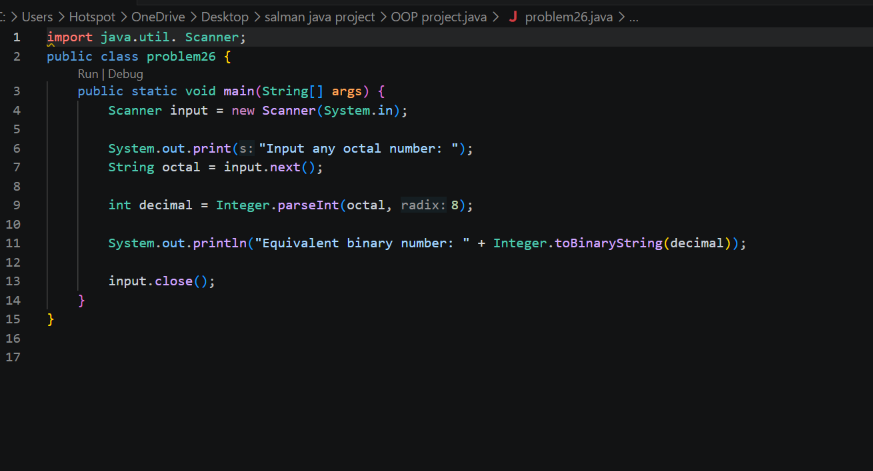 C: > Users > Hotspot > OneDrive > Desktop > salman java project > OOP project.java > J problem26.java > ...
1 import java.util. Scanner;
2 public class problem26 {
Run | Debug
3 public static void main(String[] args) {
4 Scanner input = new Scanner(System.in);
5
6 System.out.print(s: "Input any octal number: ");
7 String octal = input.next();
8
9 int decimal = Integer.parseInt(octal, radix: 8);
10
11 System.out.println("Equivalent binary number: " + Integer.toBinaryString(decimal));
12
13 input.close();
14 }
15 }
16
17